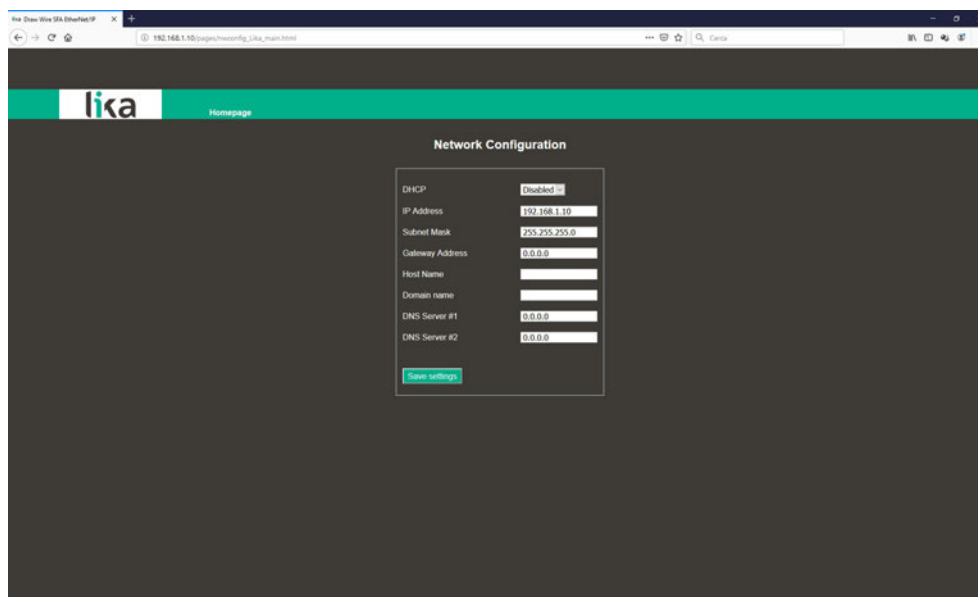 lika Draw Wire SFA EtherNet/IP
192.168.1.10/pages/nwconfig_Lika_main.html
Cerca
lika
Homepage
Network Configuration
DHCP Disabled
IP Address 192.168.1.10
Subnet Mask 255.255.255.0
Gateway Address 0.0.0.0
Host Name
Domain name
DNS Server #1 0.0.0.0
DNS Server #2 0.0.0.0
Save settings